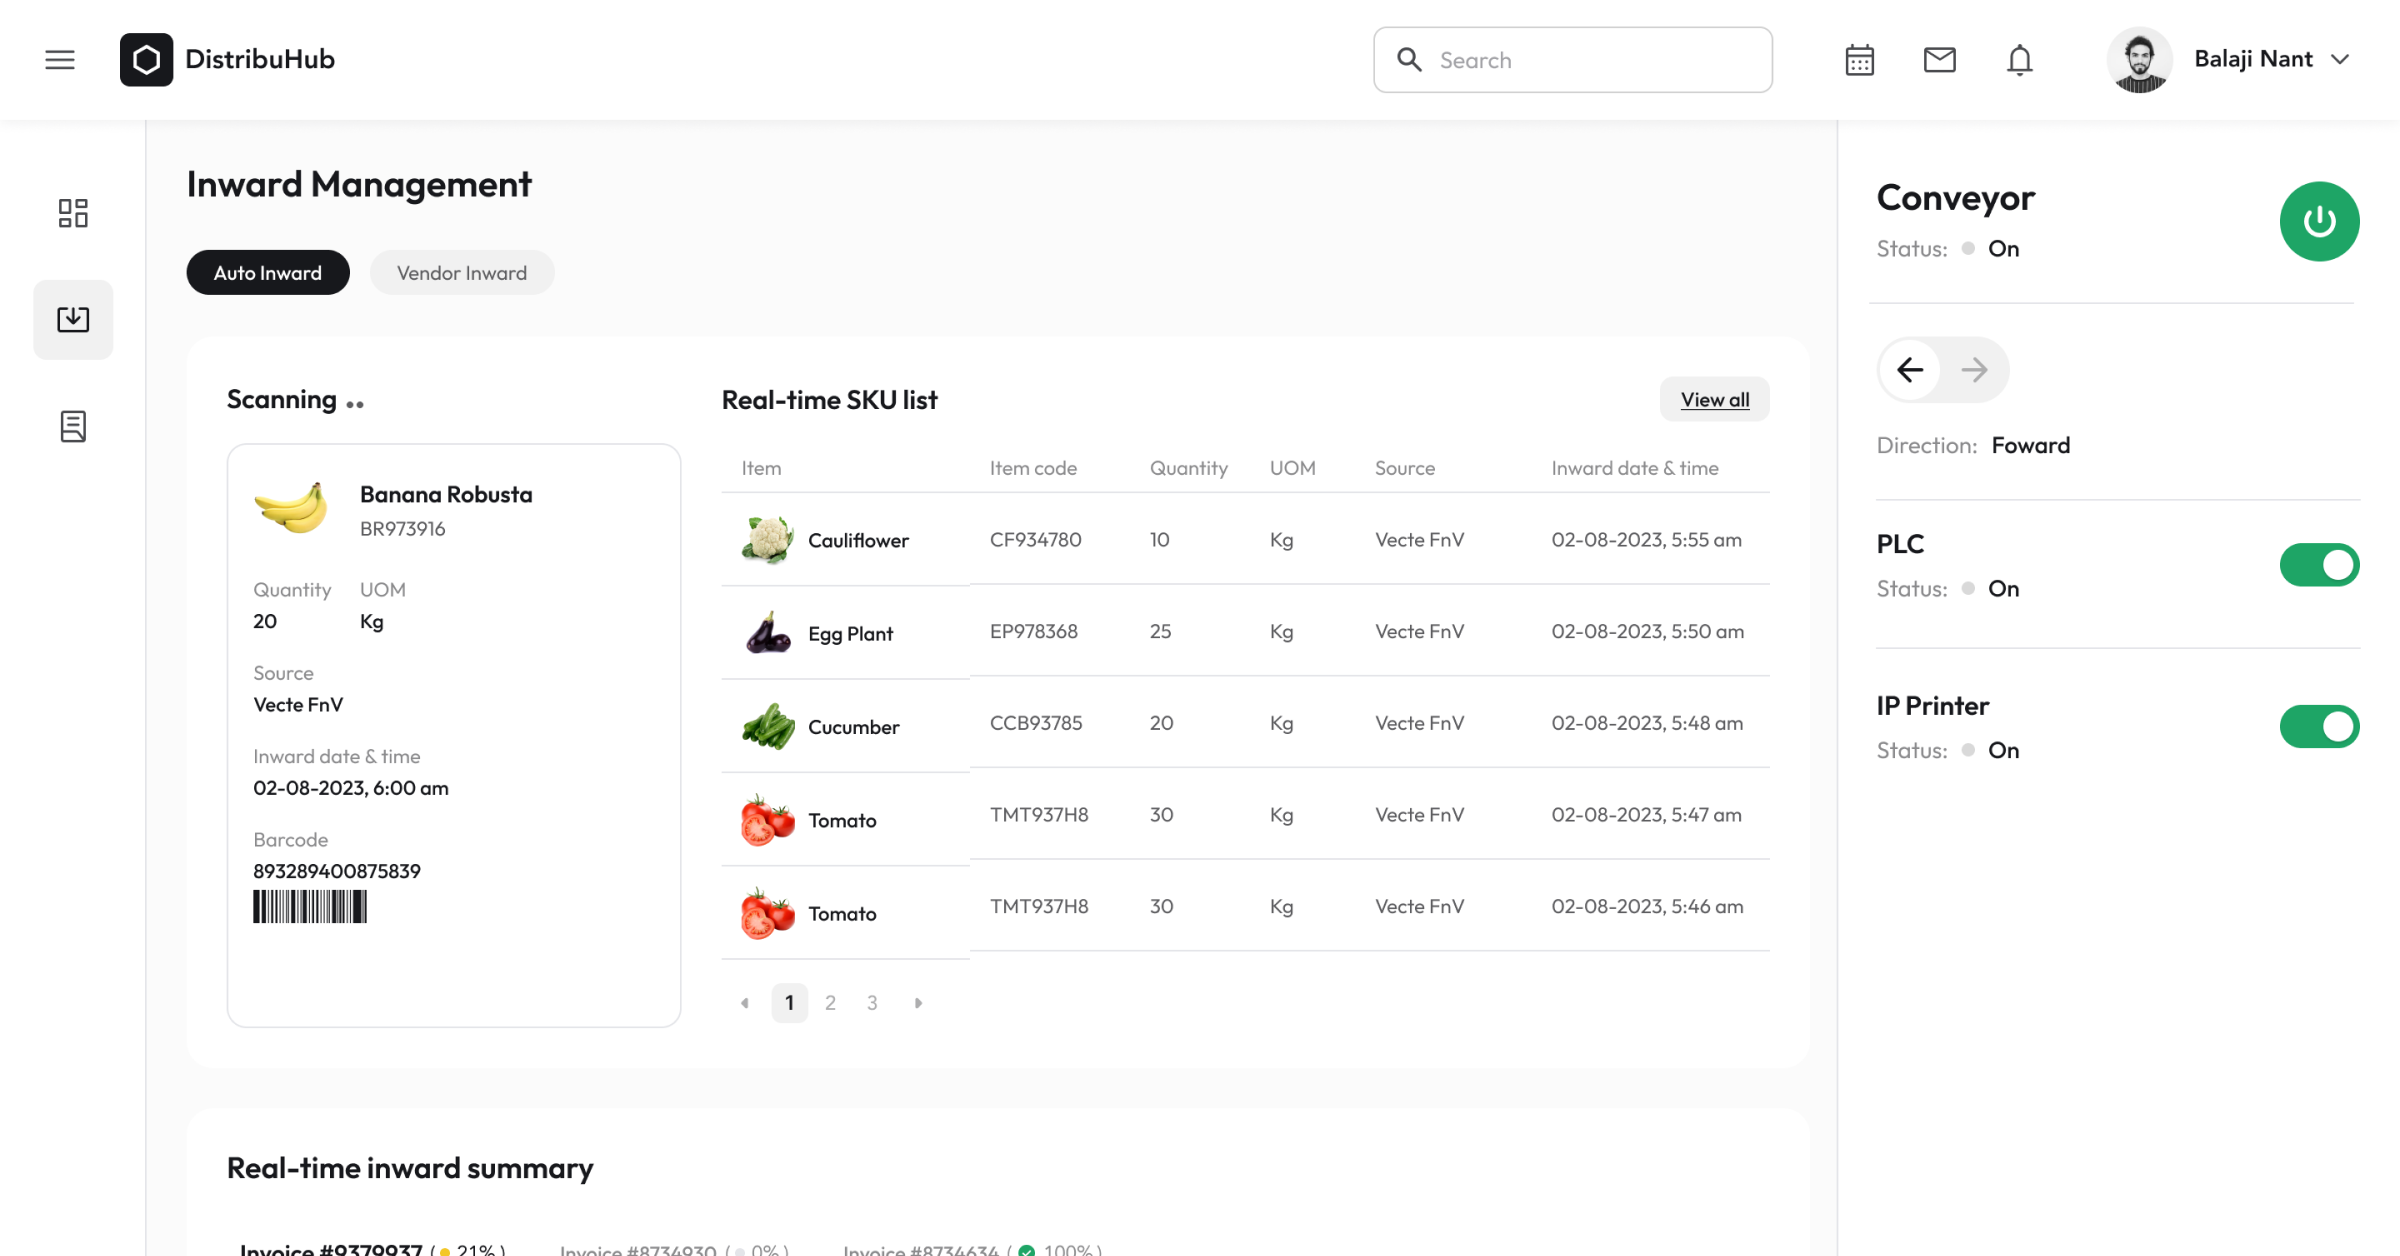 DistribuHub
Search
Balaji Nant
Inward Management
Auto Inward
Vendor Inward
Scanning ..
Banana Robusta
BR973916
Quantity UOM
20 Kg
Source
Vecte FnV
Inward date & time
02-08-2023, 6:00 am
Barcode
893289400875839
Real-time SKU list
View all
Item Item code Quantity UOM Source Inward date & time
Cauliflower CF934780 10 Kg Vecte FnV 02-08-2023, 5:55 am
Egg Plant EP978368 25 Kg Vecte FnV 02-08-2023, 5:50 am
Cucumber CCB93785 20 Kg Vecte FnV 02-08-2023, 5:48 am
Tomato TMT937H8 30 Kg Vecte FnV 02-08-2023, 5:47 am
Tomato TMT937H8 30 Kg Vecte FnV 02-08-2023, 5:46 am
1 2 3
Real-time inward summary
Invoice #9379937 ( 21% ) Invoice #8734930 ( 0% ) Invoice #8734634 ( 100% )
Conveyor
Status: On
Direction: Foward
PLC
Status: On
IP Printer
Status: On